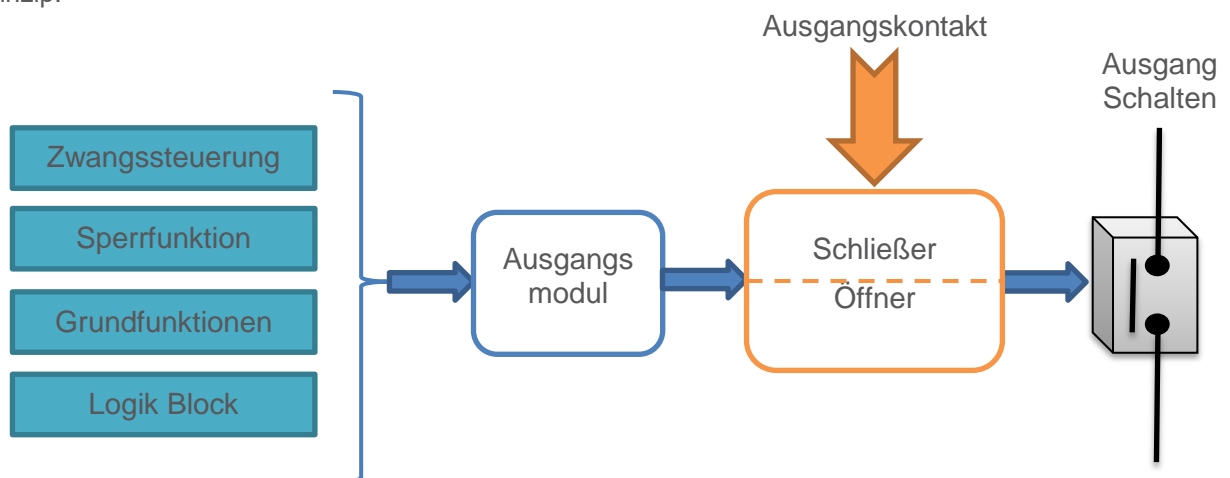 Ausgangskontakt
Ausgang
Schalten
Zwangssteuerung
Sperrfunktion
Grundfunktionen
Logik Block
Ausgangs
modul
Schließer
Öffner